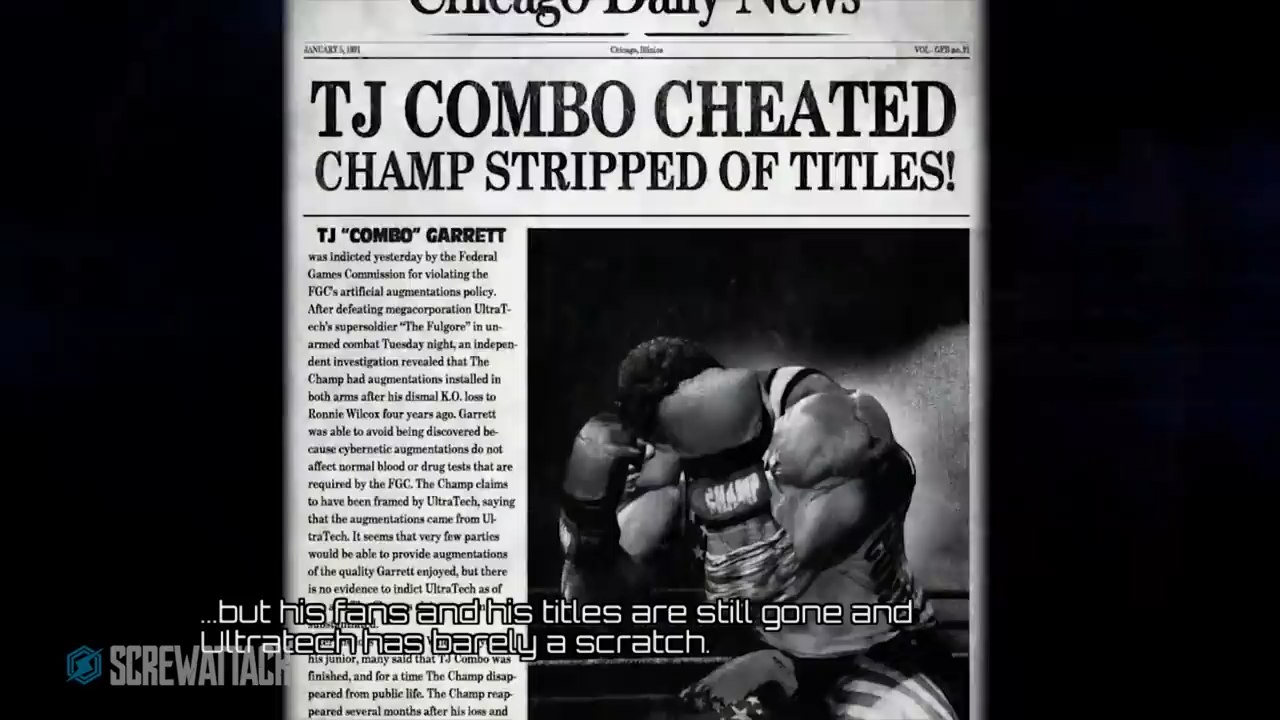 Chicago Daily News
JANUARY 5, 1891
Chicago, Illinios
TJ COMBO CHEATED
CHAMP STRIPPED OF TITLES!
TJ "COMBO" GARRETT
was indicted yesterday by the Federal
Games Commission for violating the
FGC's artificial augmentations policy.
After defeating megacorporation UltraT-
ech's supersoldier "The Fulgore" in un-
armed combat Tuesday night, an indepen-
dent investigation revealed that The
Champ had augmentations installed in
both arms after his dismal K.O. loss to
Ronnie Wilcox four years ago. Garrett
was able to avoid being discovered be-
cause cybernetic augmentations do not
affect normal blood or drug tests that are
required by the FGC. The Champ claims
to have been framed by UltraTech, saying
that the augmentations came from Ul-
traTech. It seems that very few parties
would be able to provide augmentations
of the quality Garrett enjoyed, but there
is no evidence to indict UltraTech as of
his junior, many said that TJ Combo was
finished, and for a time The Champ disap-
peared from public life. The Champ reap-
peared several months after his loss and
CHAMP
...but his fans and his titles are still gone and
Ultratech has barely a scratch.
SCREWATTACK